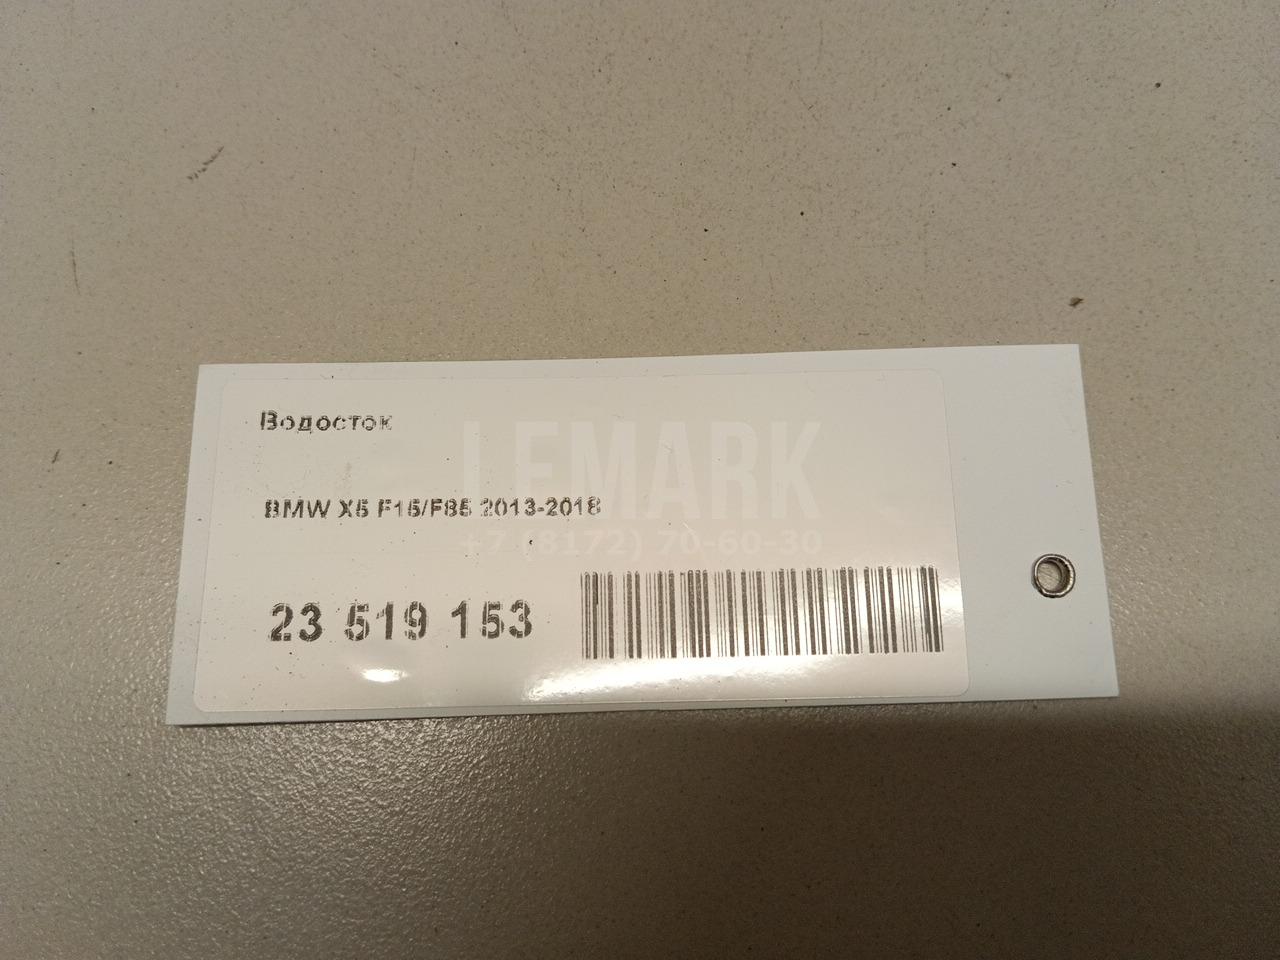 Водосток
LEMARK
BMW X5 F15/F85 2013-2018
+7 (8172) 70-60-30
23 519 153